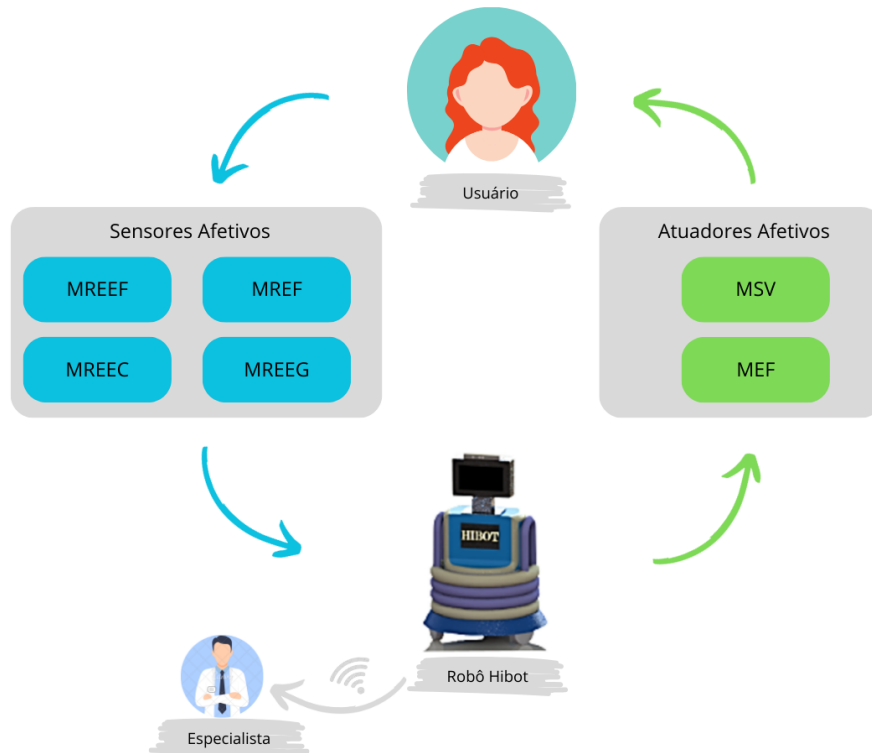 Usuário
Sensores Afetivos
MREEF
MREF
MREEC
MREEG
Atuadores Afetivos
MSV
MEF
HIBOT
Robô Hibot
Especialista